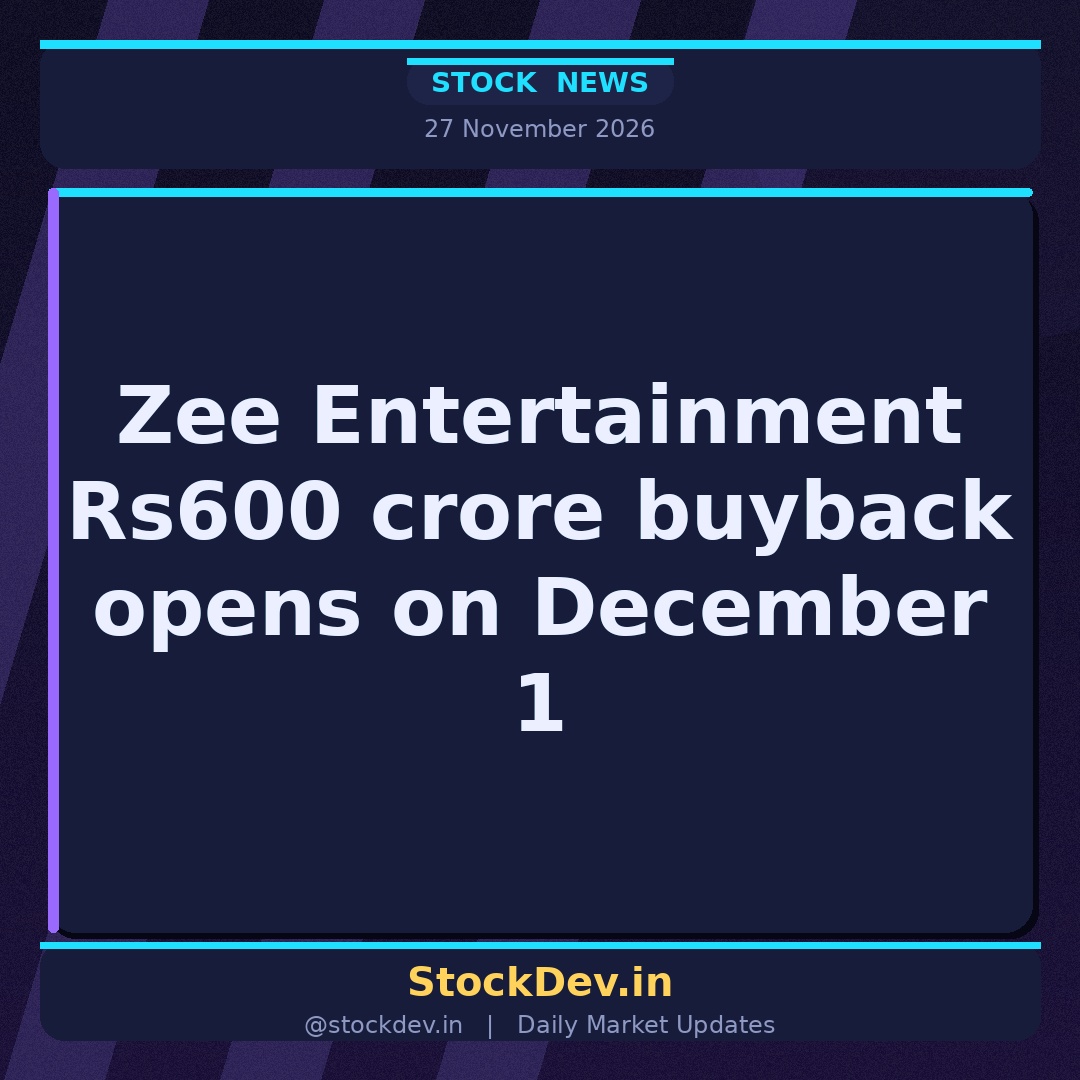 STOCK NEWS
27 November 2026
Zee Entertainment
Rs600 crore buyback
opens on December
1
StockDev.in
@stockdev.in | Daily Market Updates